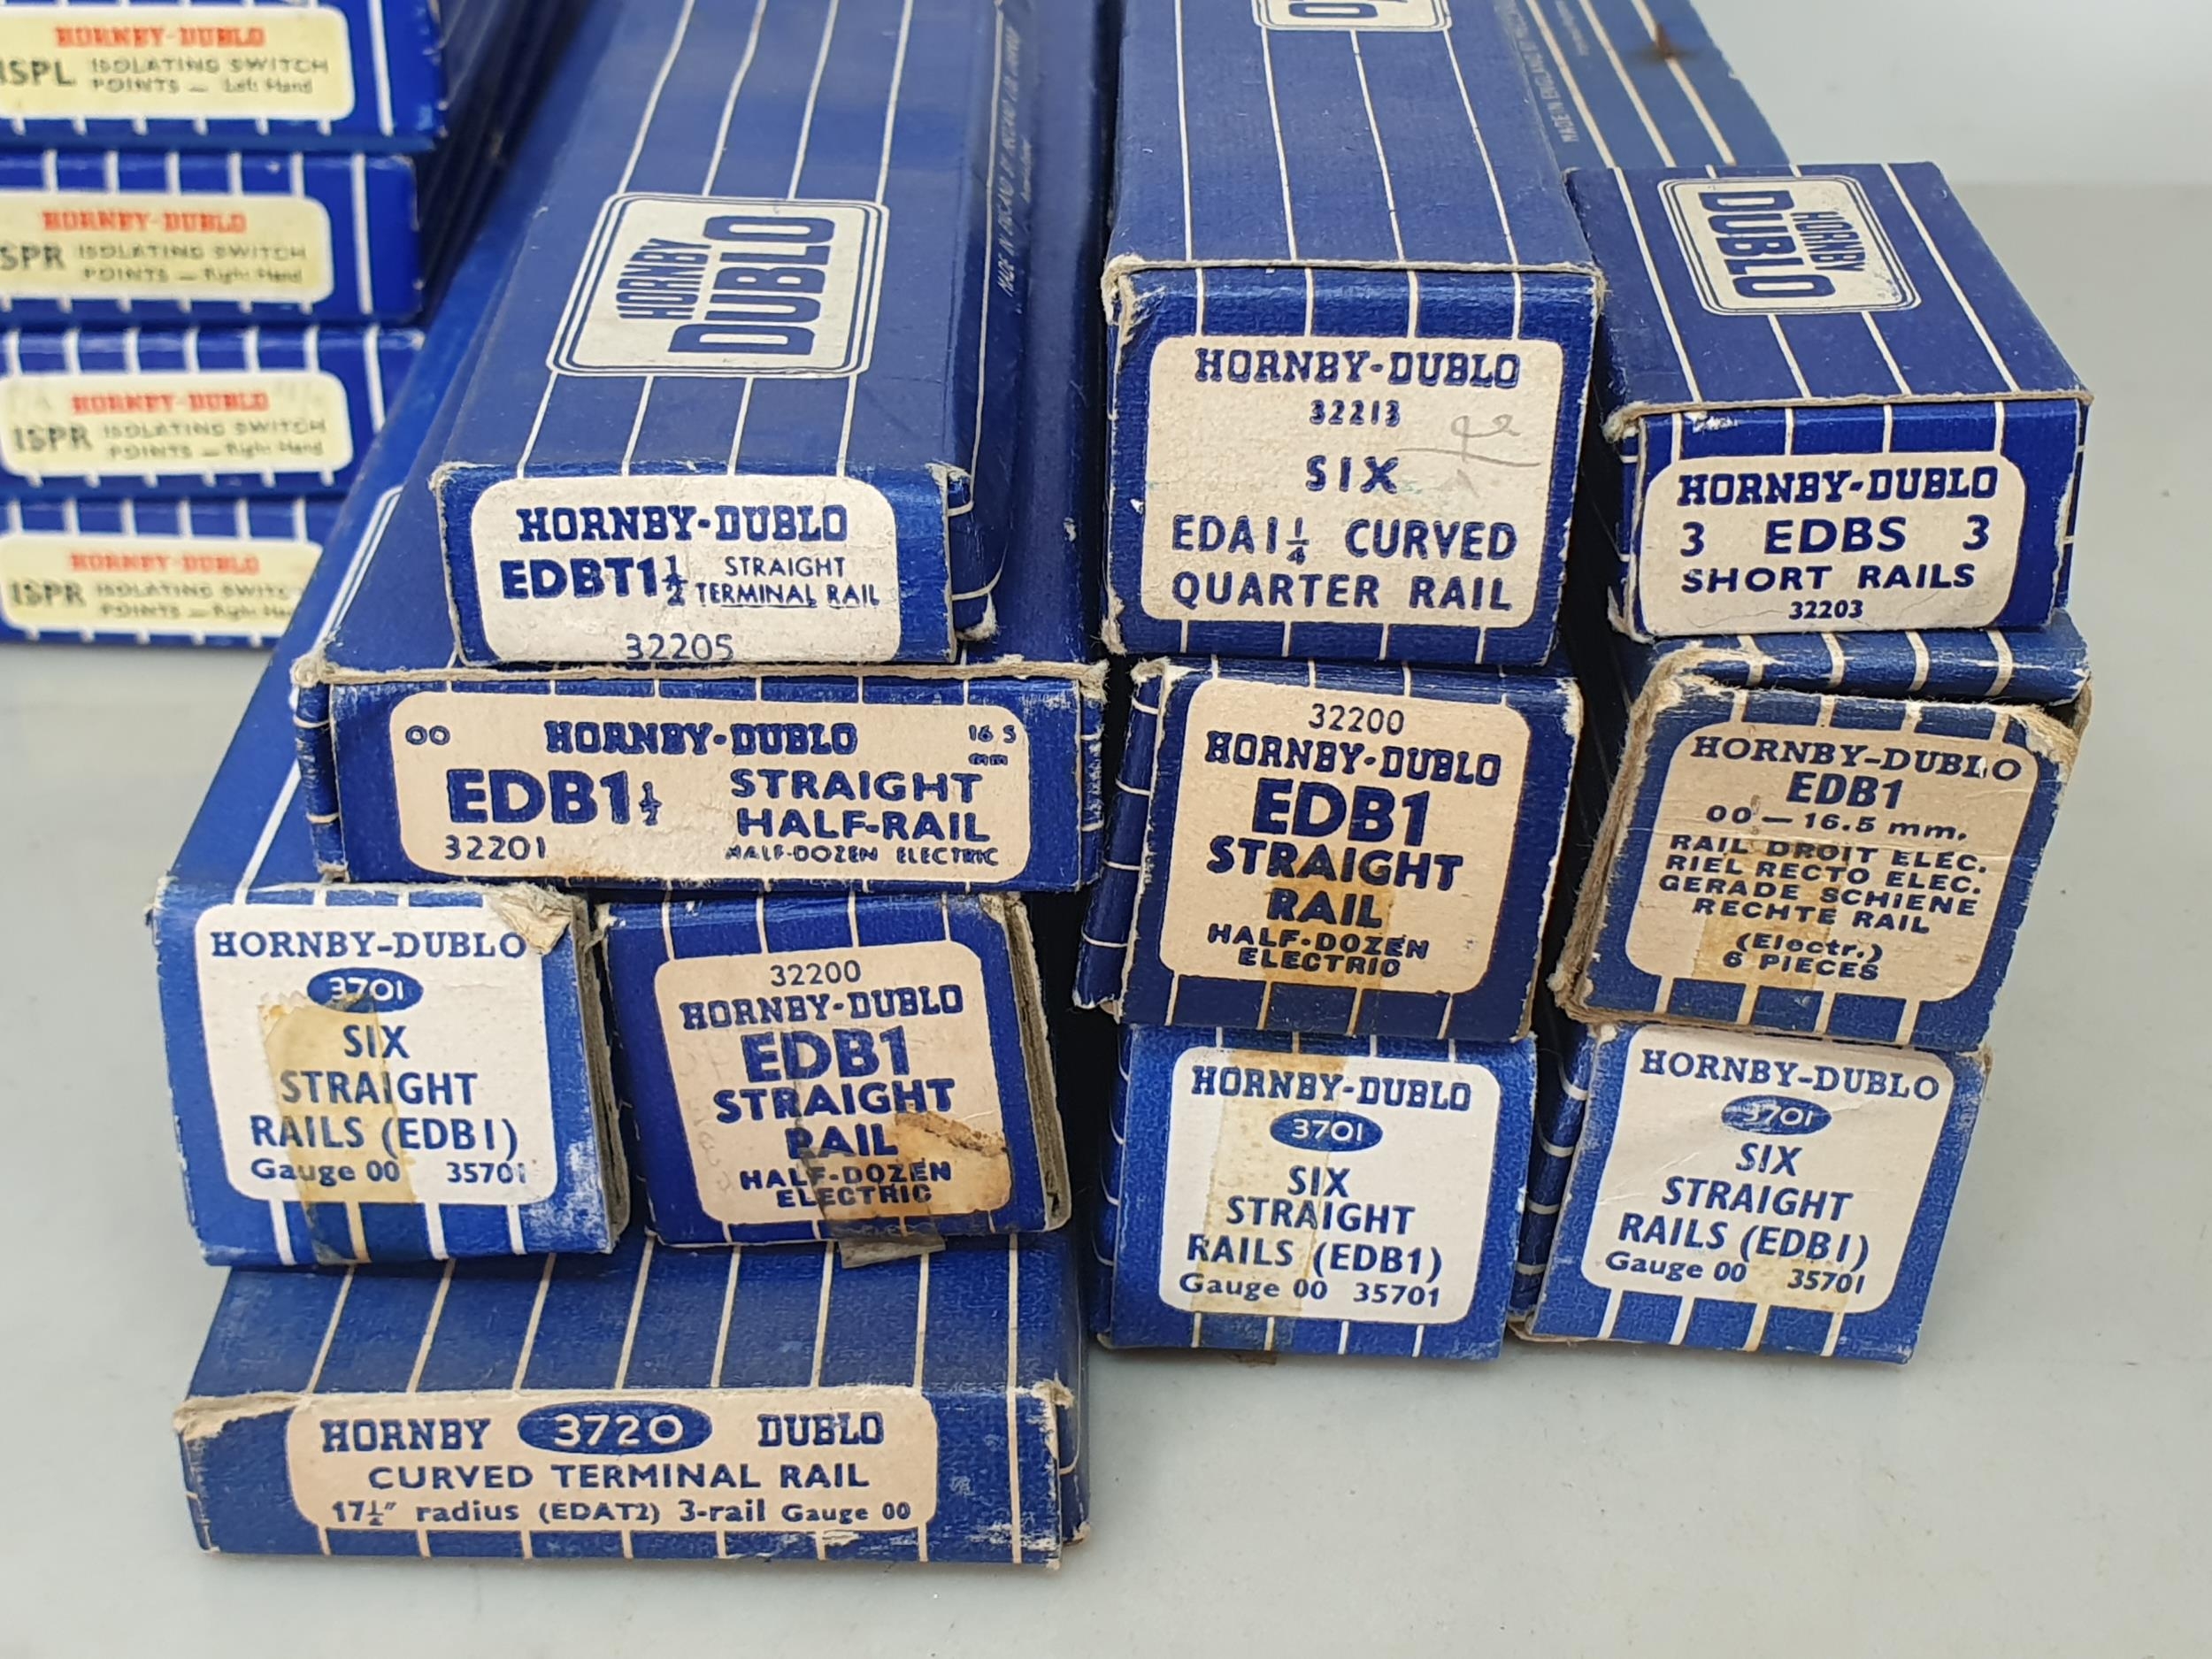 HORNBY-DUBLO
ISPL ISOLATING SWITCH
POINTS — Left Hand
HORNBY-DUBLO
SPR ISOLATING SWITCH
POINTS — Right Hand
HORNBY-DUBLO
ISPR ISOLATING SWITCH
POINTS — Right Hand
HORNBY-DUBLO
ISPR ISOLATING
POINTS — Right
HORNBY
DUBLO
HORNBY-DUBLO
EDBT1½ STRAIGHT
TERMINAL RAIL
32205
HORNBY-DUBLO
32213
SIX
EDA1¼ CURVED
QUARTER RAIL
MADE IN ENGLAND
HORNBY
DUBLO
HORNBY-DUBLO
3 EDBS 3
SHORT RAILS
32203
OO HORNBY-DUBLO 16.5
mm
EDB1½ STRAIGHT
HALF-RAIL
32201 HALF-DOZEN ELECTRIC
32200
HORNBY-DUBLO
EDB1
STRAIGHT
RAIL
HALF-DOZEN
ELECTRIC
HORNBY-DUBLO
EDB1
OO — 16.5 mm.
RAIL DROIT ELEC.
RIEL RECTO ELEC.
GERADE SCHIENE
RECHTE RAIL
(Electr.)
6 PIECES
HORNBY-DUBLO
3701
SIX
STRAIGHT
RAILS (EDB1)
Gauge 00 35701
32200
HORNBY-DUBLO
EDB1
STRAIGHT
RAIL
HALF-DOZEN
ELECTRIC
HORNBY-DUBLO
3701
SIX
STRAIGHT
RAILS (EDB1)
Gauge 00 35701
HORNBY-DUBLO
3701
SIX
STRAIGHT
RAILS (EDB1)
Gauge 00 35701
HORNBY 3720 DUBLO
CURVED TERMINAL RAIL
17¼" radius (EDAT2) 3-rail Gauge 00